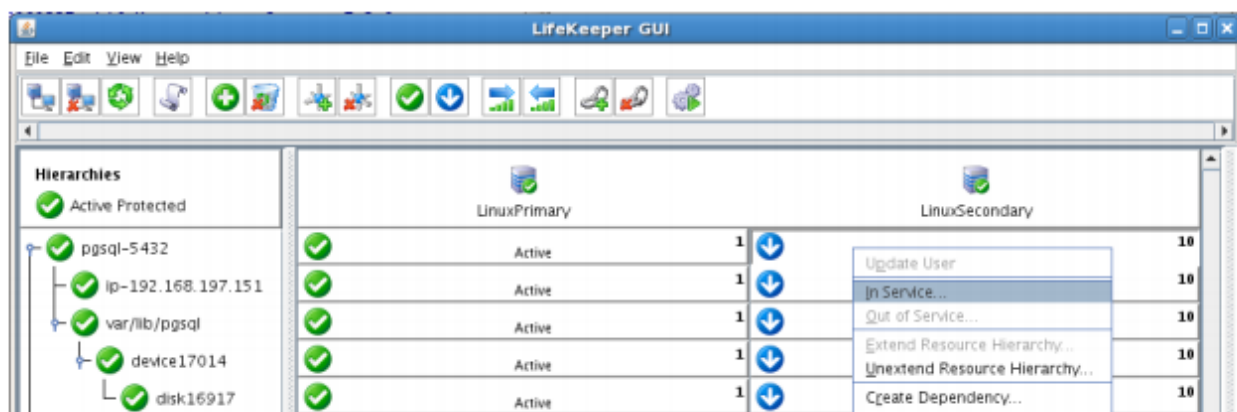 LifeKeeper GUI
File Edit View Help
Hierarchies
Active Protected
LinuxPrimary
LinuxSecondary
pgsql-5432
Active 1
10
Update User
ip-192.168.197.151
Active 1
In Service...
10
var/lib/pgsql
Active 1
Out of Service...
10
device17014
Active 1
Extend Resource Hierarchy...
10
Unextend Resource Hierarchy...
disk16917
Active 1
Create Dependency...
10